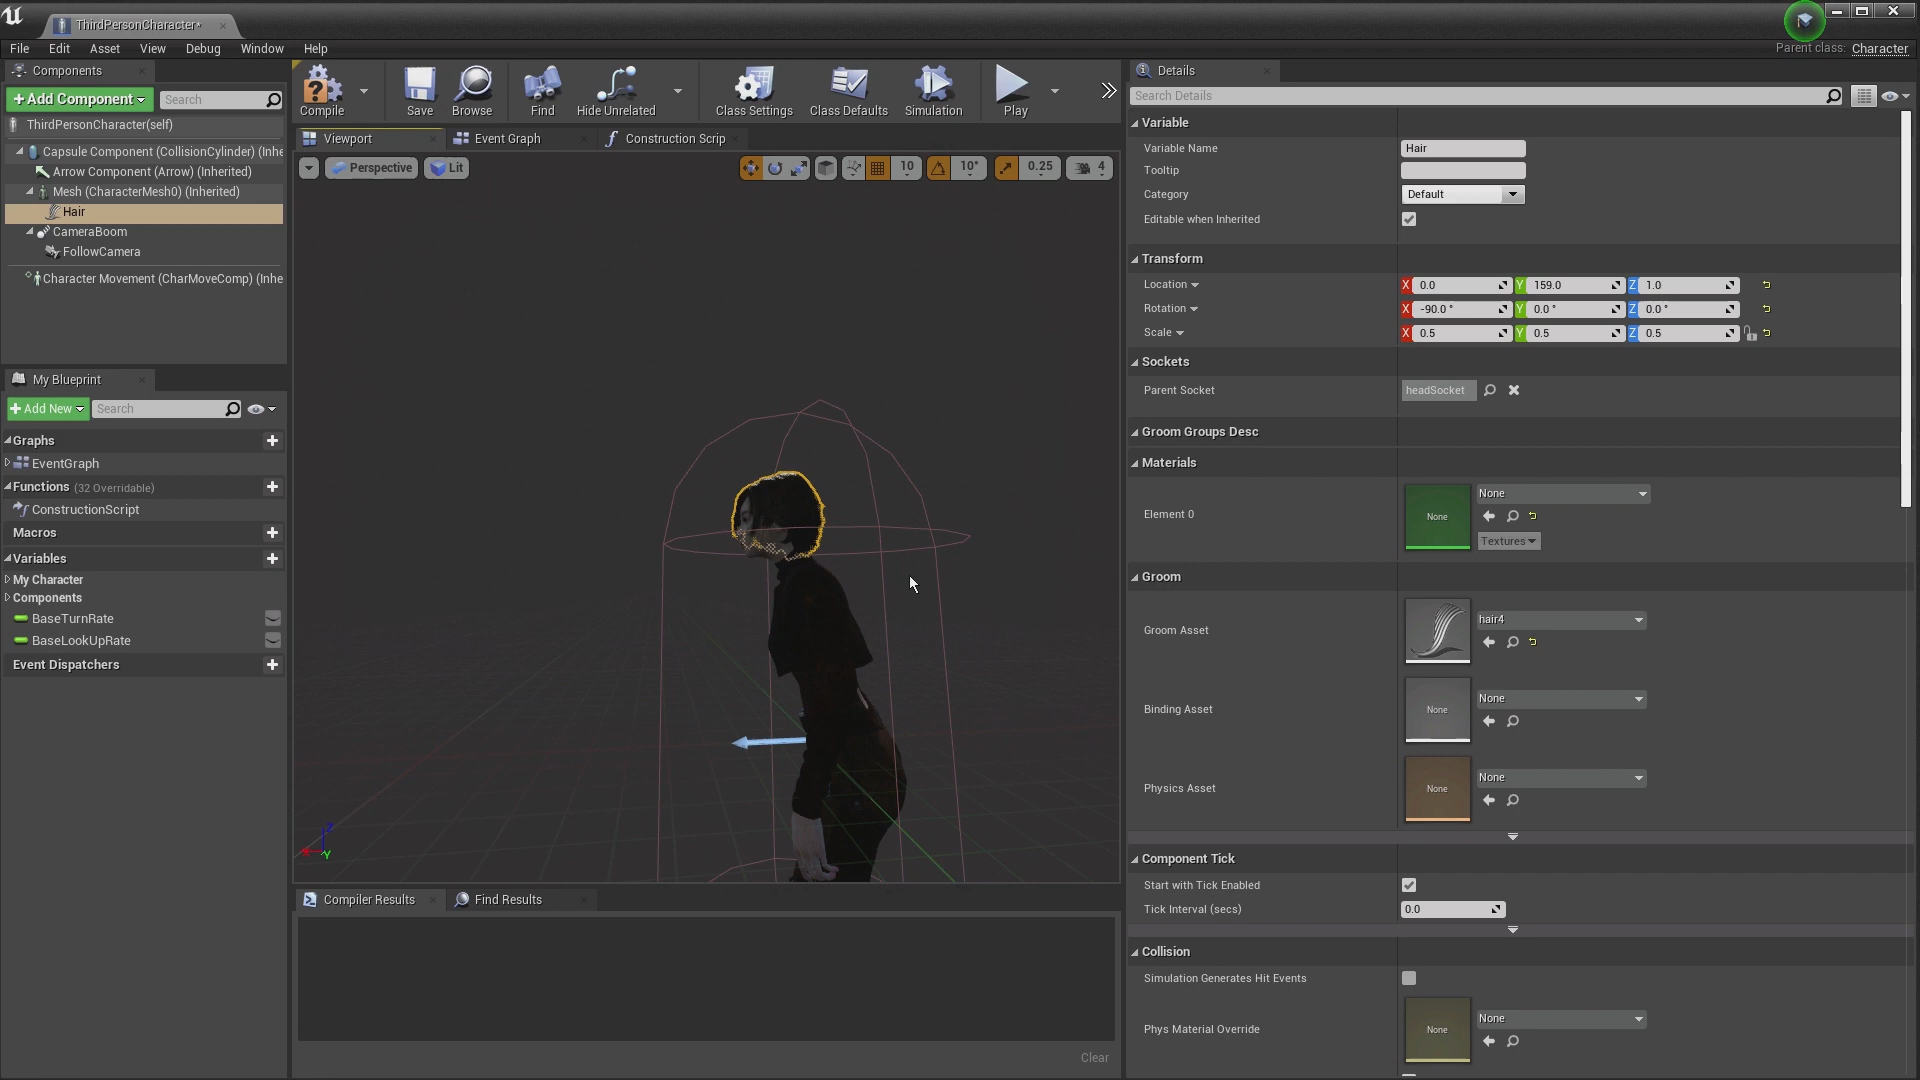 ThirdPersonCharacter*
File Edit Asset View Debug Window Help
Parent class: Character
Components
+ Add Component
Search
ThirdPersonCharacter(self)
Capsule Component (CollisionCylinder) (Inhe
Arrow Component (Arrow) (Inherited)
Mesh (CharacterMesh0) (Inherited)
Hair
CameraBoom
FollowCamera
Character Movement (CharMoveComp) (Inhe
My Blueprint
+ Add New
Search
Graphs
EventGraph
Functions (32 Overridable)
ConstructionScript
Macros
Variables
My Character
Components
BaseTurnRate
BaseLookUpRate
Event Dispatchers
Compile Save Browse Find Hide Unrelated Class Settings Class Defaults Simulation Play
Viewport Event Graph Construction Scrip
Perspective Lit 10 10° 0.25 4
Z
X
Y
Compiler Results Find Results
Clear
Details
Search Details
Variable
Variable Name Hair
Tooltip
Category Default
Editable when Inherited
Transform
Location X 0.0 Y 159.0 Z 1.0
Rotation X -90.0 ° Y 0.0 ° Z 0.0 °
Scale X 0.5 Y 0.5 Z 0.5
Sockets
Parent Socket headSocket
Groom Groups Desc
Materials
Element 0 None None
Textures
Groom
Groom Asset hair4
Binding Asset None None
Physics Asset None None
Component Tick
Start with Tick Enabled
Tick Interval (secs) 0.0
Collision
Simulation Generates Hit Events
Phys Material Override None None